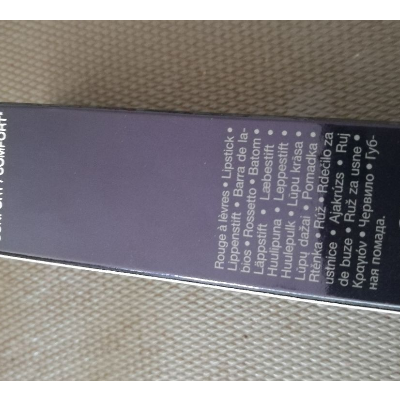 COMFORT
Rouge à lèvres • Lipstick •
Lippenstift • Barra de la-
bios • Rossetto • Batom •
Läppstift • Læbestift •
Huulipuna • Leppestift •
Huulepulk • Lūpu krāsa •
Lūpų dažai • Pomadka •
Rtěnka • Rúž • Rdečilo za
ustnice • Ajakrúzs • Ruj
de buze • Ruž za usne •
Κραγιόν • Червило • Губ-
ная помада.